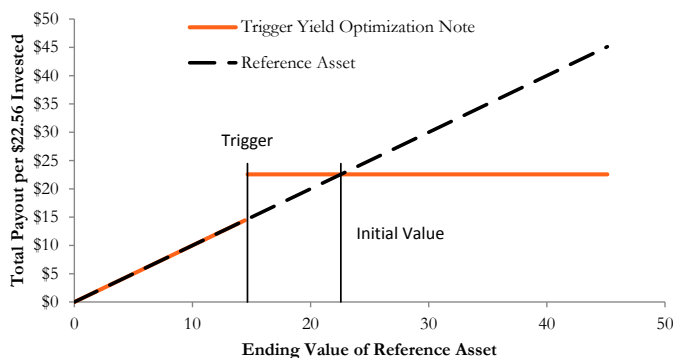 $50
$45
$40
$35
$30
$25
$20
$15
$10
$5
$0
Total Payout per $22.56 Invested
Trigger Yield Optimization Note
Reference Asset
Trigger
Initial Value
0
10
20
30
40
50
Ending Value of Reference Asset